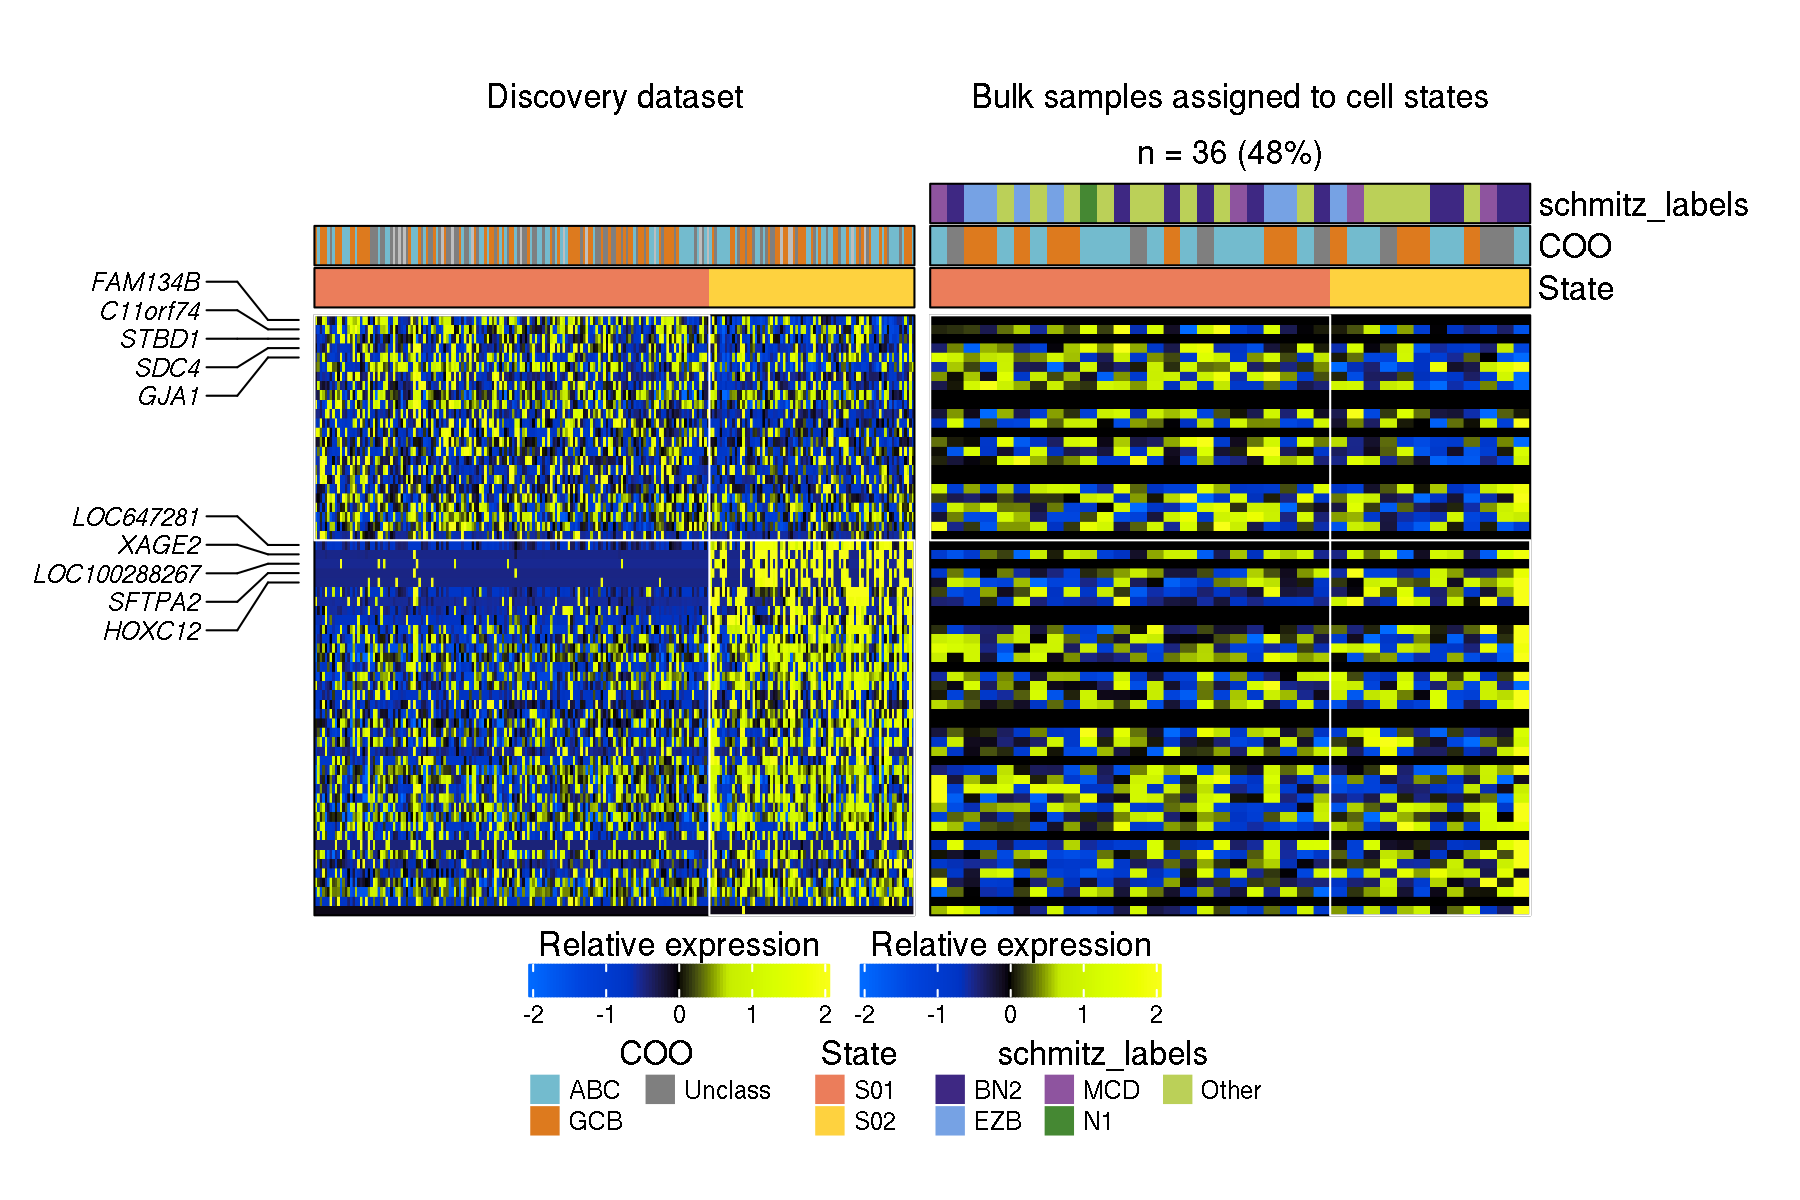 Discovery dataset
Bulk samples assigned to cell states
n = 36 (48%)
schmitz_labels
COO
State
FAM134B
C11orf74
STBD1
SDC4
GJA1
LOC647281
XAGE2
LOC100288267
SFTPA2
HOXC12
Relative expression
Relative expression
-2 -1 0 1 2
-2 -1 0 1 2
COO
State
schmitz_labels
ABC
Unclass
S01
BN2
MCD
Other
GCB
S02
EZB
N1